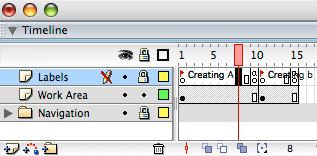 Timeline
1 5 10 15
Labels Creating A Creating b
Work Area
Navigation
8